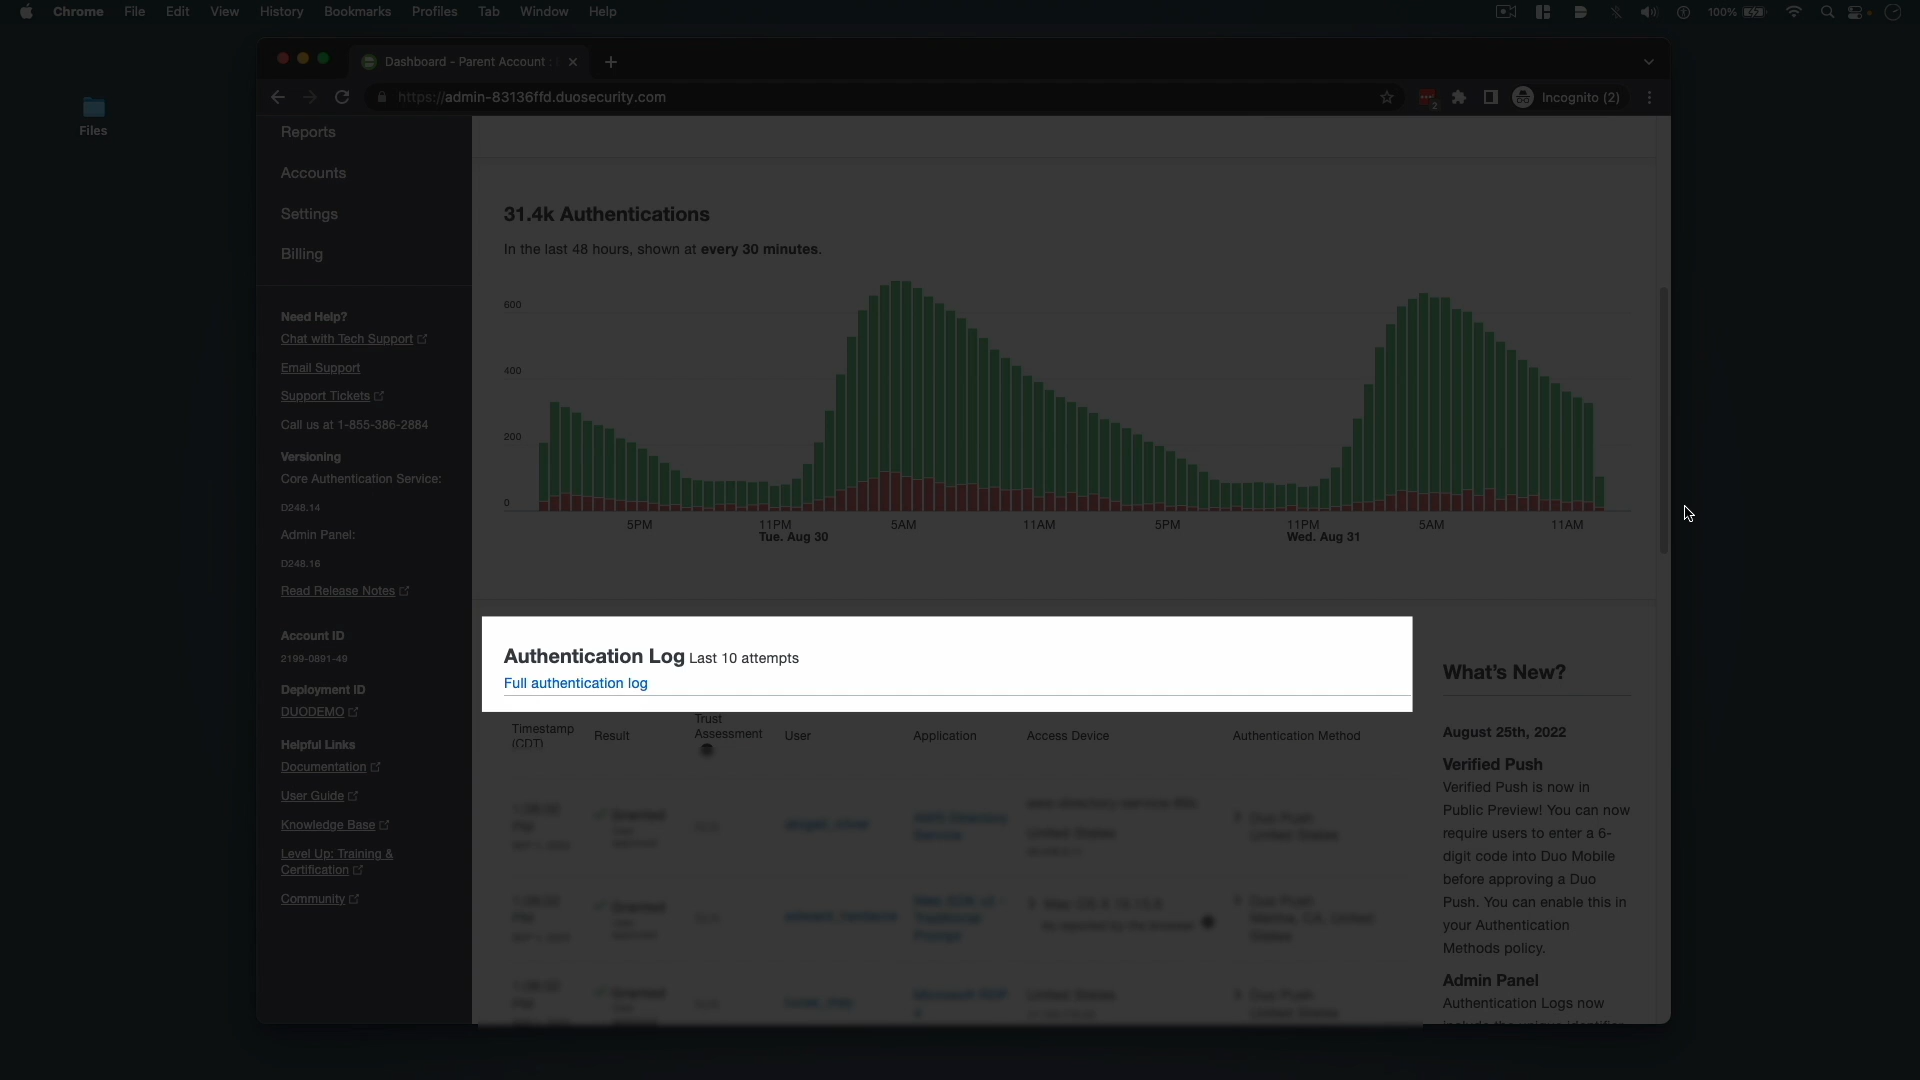 Chrome File Edit View History Bookmarks Profiles Tab Window Help
100%
Files
Dashboard - Parent Account :
https://admin-83136ffd.duosecurity.com
2
Incognito (2)
Reports
Accounts
Settings
Billing
Need Help?
Chat with Tech Support
Email Support
Support Tickets
Call us at 1-855-386-2884
Versioning
Core Authentication Service:
D248.14
Admin Panel:
D248.16
Read Release Notes
Account ID
2199-0891-49
Deployment ID
DUODEMO
Helpful Links
Documentation
User Guide
Knowledge Base
Level Up: Training &
Certification
Community
31.4k Authentications
In the last 48 hours, shown at every 30 minutes.
600
400
200
0
5PM 11PM 5AM 11AM 5PM 11PM 5AM 11AM
Tue. Aug 30 Wed. Aug 31
Authentication Log Last 10 attempts
Full authentication log
Timestamp
(CDT)
Result
Trust
Assessment
User
Application
Access Device
Authentication Method
What's New?
August 25th, 2022
Verified Push
Verified Push is now in
Public Preview! You can now
require users to enter a 6-
digit code into Duo Mobile
before approving a Duo
Push. You can enable this in
your Authentication
Methods policy.
Admin Panel
Authentication Logs now